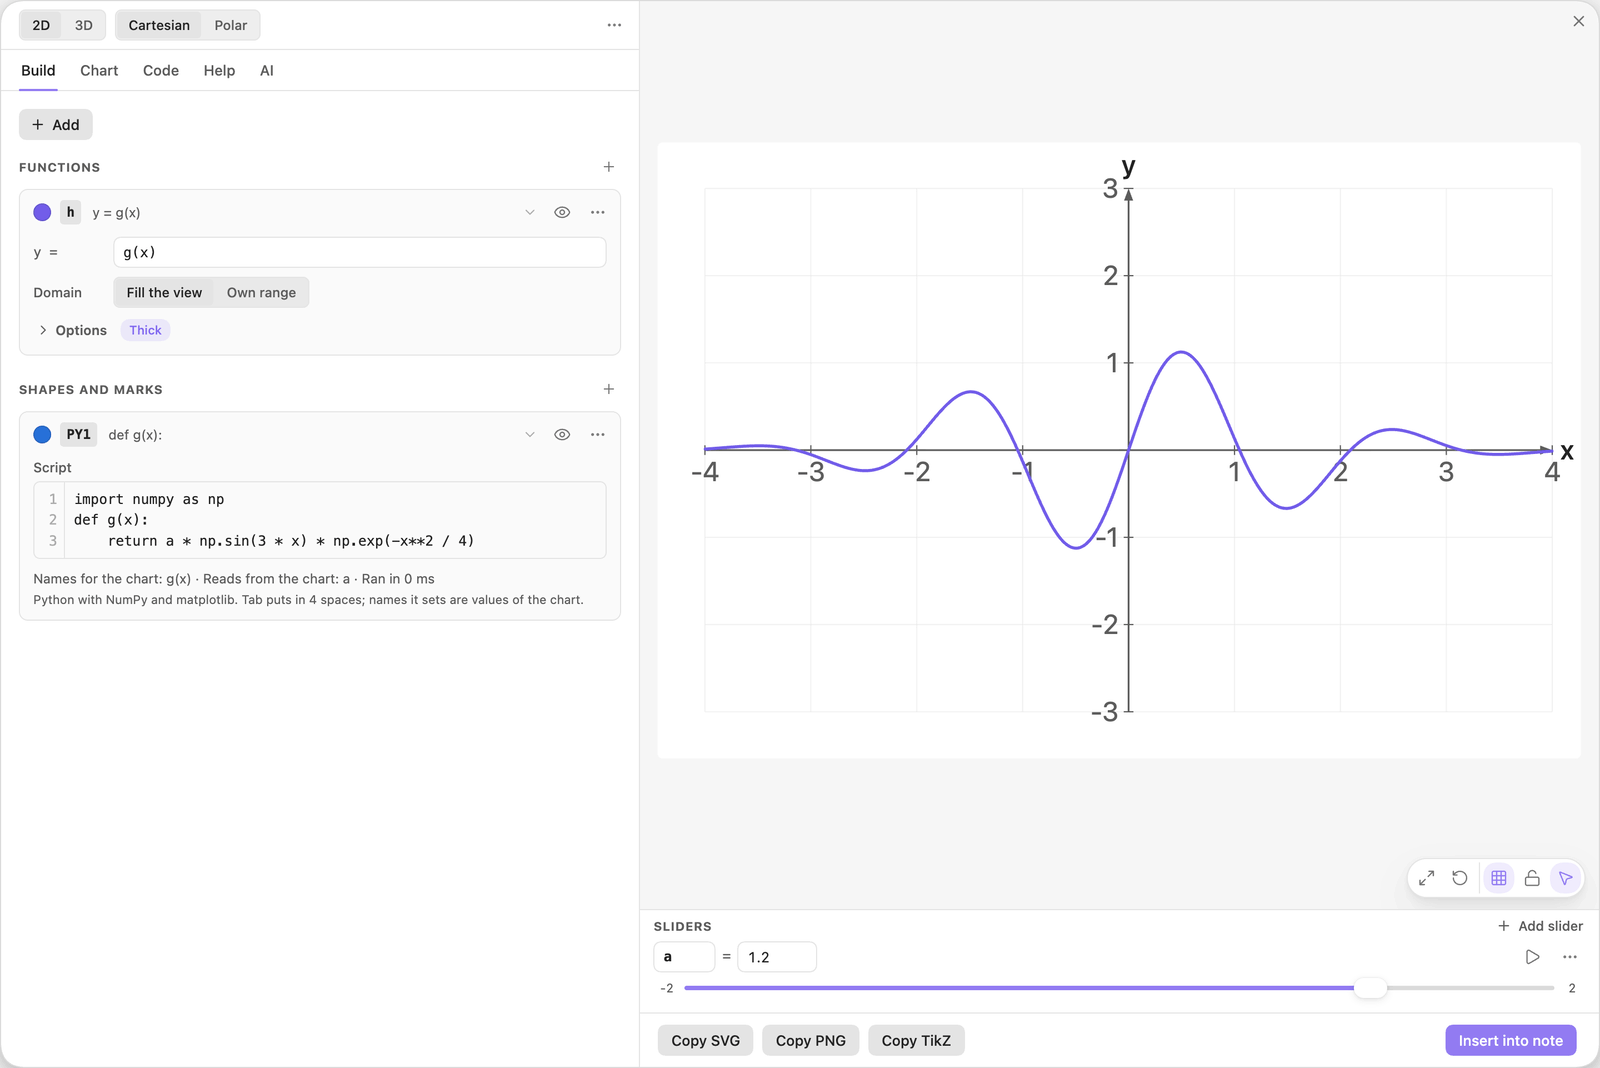 2D 3D Cartesian Polar
Build Chart Code Help AI
+ Add
FUNCTIONS
h y = g(x)
y = g(x)
Domain Fill the view Own range
Options Thick
SHAPES AND MARKS
PY1 def g(x):
Script
1 import numpy as np
2 def g(x):
3     return a * np.sin(3 * x) * np.exp(-x**2 / 4)
Names for the chart: g(x) · Reads from the chart: a · Ran in 0 ms
Python with NumPy and matplotlib. Tab puts in 4 spaces; names it sets are values of the chart.
y
3
2
1
x
-4 -3 -2 -1 1 2 3 4
-1
-2
-3
SLIDERS + Add slider
a = 1.2
-2 2
Copy SVG Copy PNG Copy TikZ Insert into note